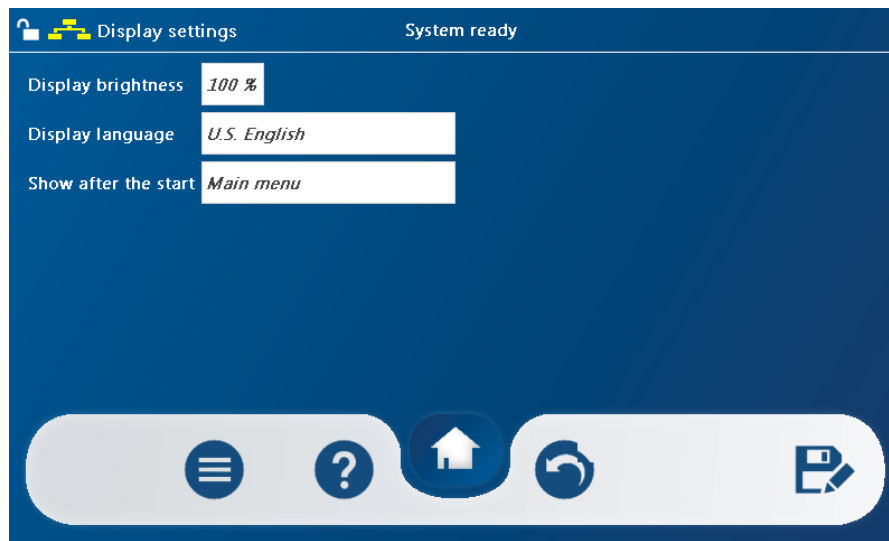 Display settings System ready
Display brightness 100 %
Display language U.S. English
Show after the start Main menu
?